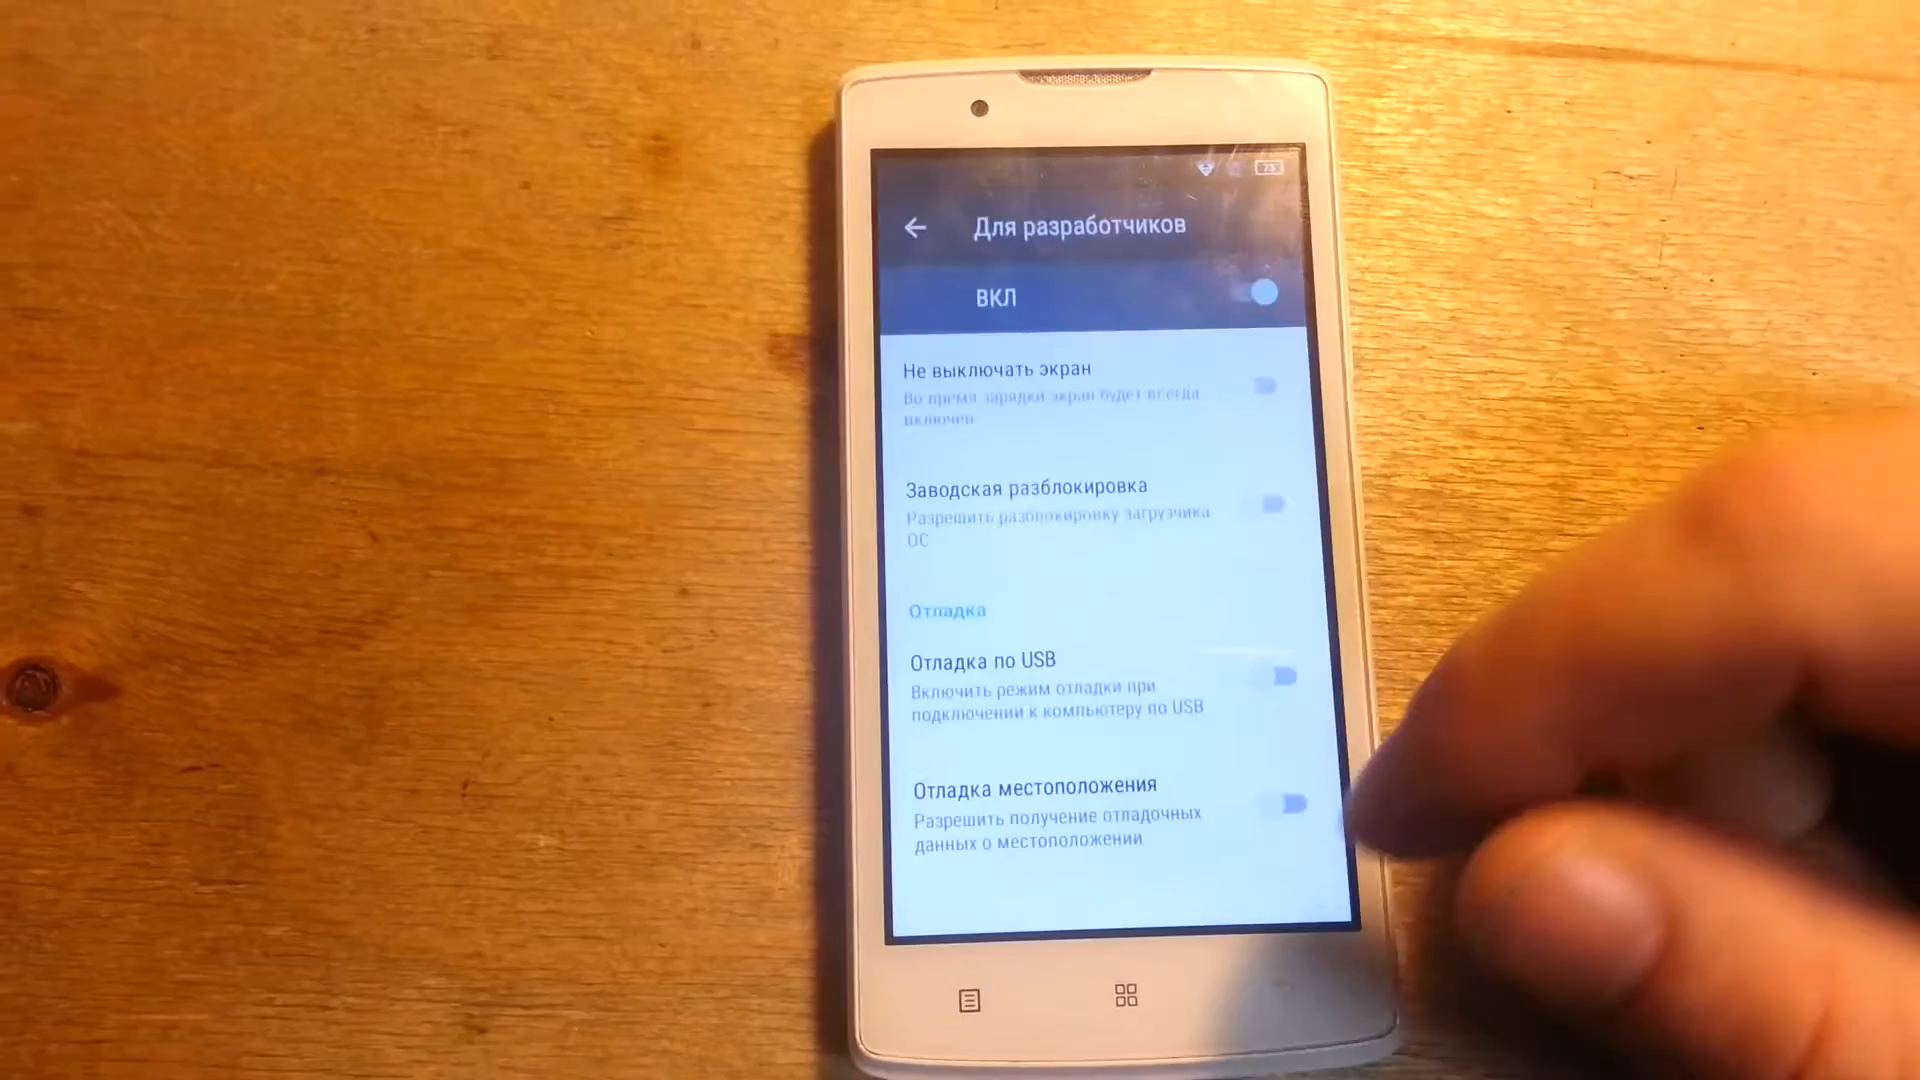 73
Для разработчиков
ВКЛ
Не выключать экран
Во время зарядки экран будет всегда
включен
Заводская разблокировка
Разрешить разблокировку загрузчика
ОС
Отладка
Отладка по USB
Включить режим отладки при
подключении к компьютеру по USB
Отладка местоположения
Разрешить получение отладочных
данных о местоположении